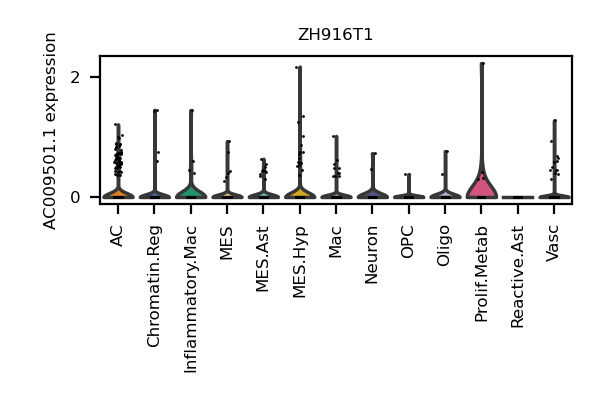 ZH916T1
AC009501.1 expression
2
0
AC
Chromatin.Reg
Inflammatory.Mac
MES
MES.Ast
MES.Hyp
Mac
Neuron
OPC
Oligo
Prolif.Metab
Reactive.Ast
Vasc